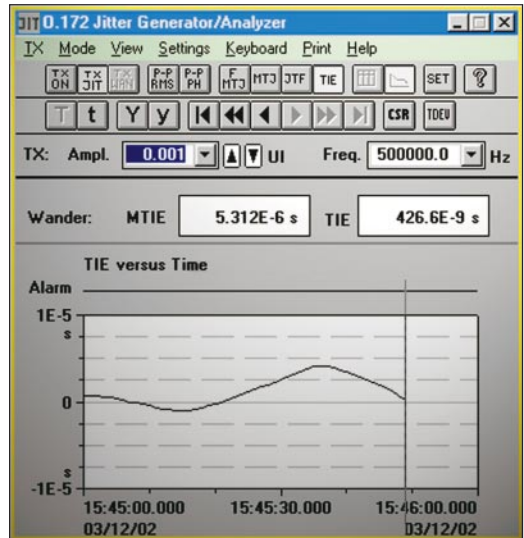 JIT O.172 Jitter Generator/Analyzer
TX Mode View Settings Keyboard Print Help
TX ON TX JIT TX WAN P-P RMS P-P PH F MTJ MTJ JTF TIE SET ?
T t Y y CSR TDEV
TX: Ampl. 0.001 UI Freq. 500000.0 Hz
Wander: MTIE 5.312E-6 s TIE 426.6E-9 s
TIE versus Time
Alarm
1E-5
s
0
s
-1E-5
15:45:00.000 15:45:30.000 15:46:00.000
03/12/02 03/12/02